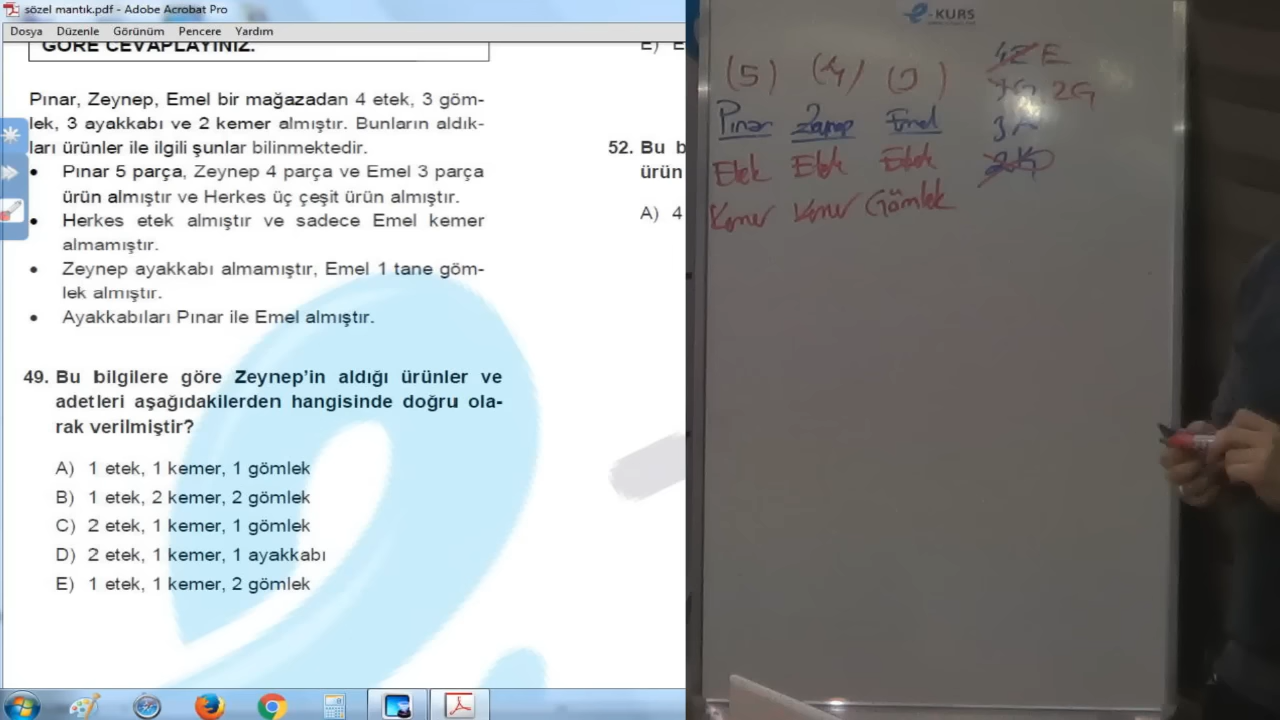 sözel mantık.pdf - Adobe Acrobat Pro
Dosya Düzenle Görünüm Pencere Yardım
GÖRE CEVAPLAYINIZ.
Pınar, Zeynep, Emel bir mağazadan 4 etek, 3 göm-
lek, 3 ayakkabı ve 2 kemer almıştır. Bunların aldık-
ları ürünler ile ilgili şunlar bilinmektedir.
• Pınar 5 parça, Zeynep 4 parça ve Emel 3 parça
ürün almıştır ve Herkes üç çeşit ürün almıştır.
• Herkes etek almıştır ve sadece Emel kemer
almamıştır.
• Zeynep ayakkabı almamıştır, Emel 1 tane göm-
lek almıştır.
• Ayakkabıları Pınar ile Emel almıştır.
49. Bu bilgilere göre Zeynep'in aldığı ürünler ve
adetleri aşağıdakilerden hangisinde doğru ola-
rak verilmiştir?
A) 1 etek, 1 kemer, 1 gömlek
B) 1 etek, 2 kemer, 2 gömlek
C) 2 etek, 1 kemer, 1 gömlek
D) 2 etek, 1 kemer, 1 ayakkabı
E) 1 etek, 1 kemer, 2 gömlek
E) E
52. Bu b
ürün
A) 4
e-KURS
(5) (4) (3) E
Pınar Zeynep Emel 2G
Etek Etek Etek 3A
Kemer Kemer Gömlek 2K